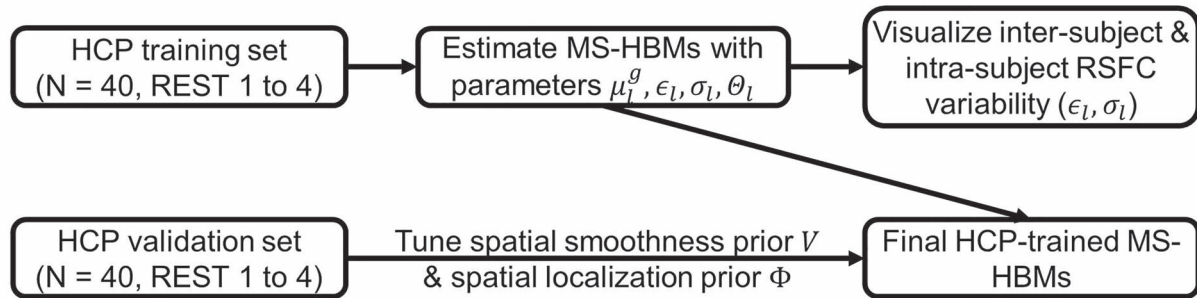 HCP training set
(N = 40, REST 1 to 4)
Estimate MS-HBMs with
parameters μ_l^g, ϵ_l, σ_l, Θ_l
Visualize inter-subject &
intra-subject RSFC
variability (ϵ_l, σ_l)
HCP validation set
(N = 40, REST 1 to 4)
Tune spatial smoothness prior V
& spatial localization prior Φ
Final HCP-trained MS-
HBMs